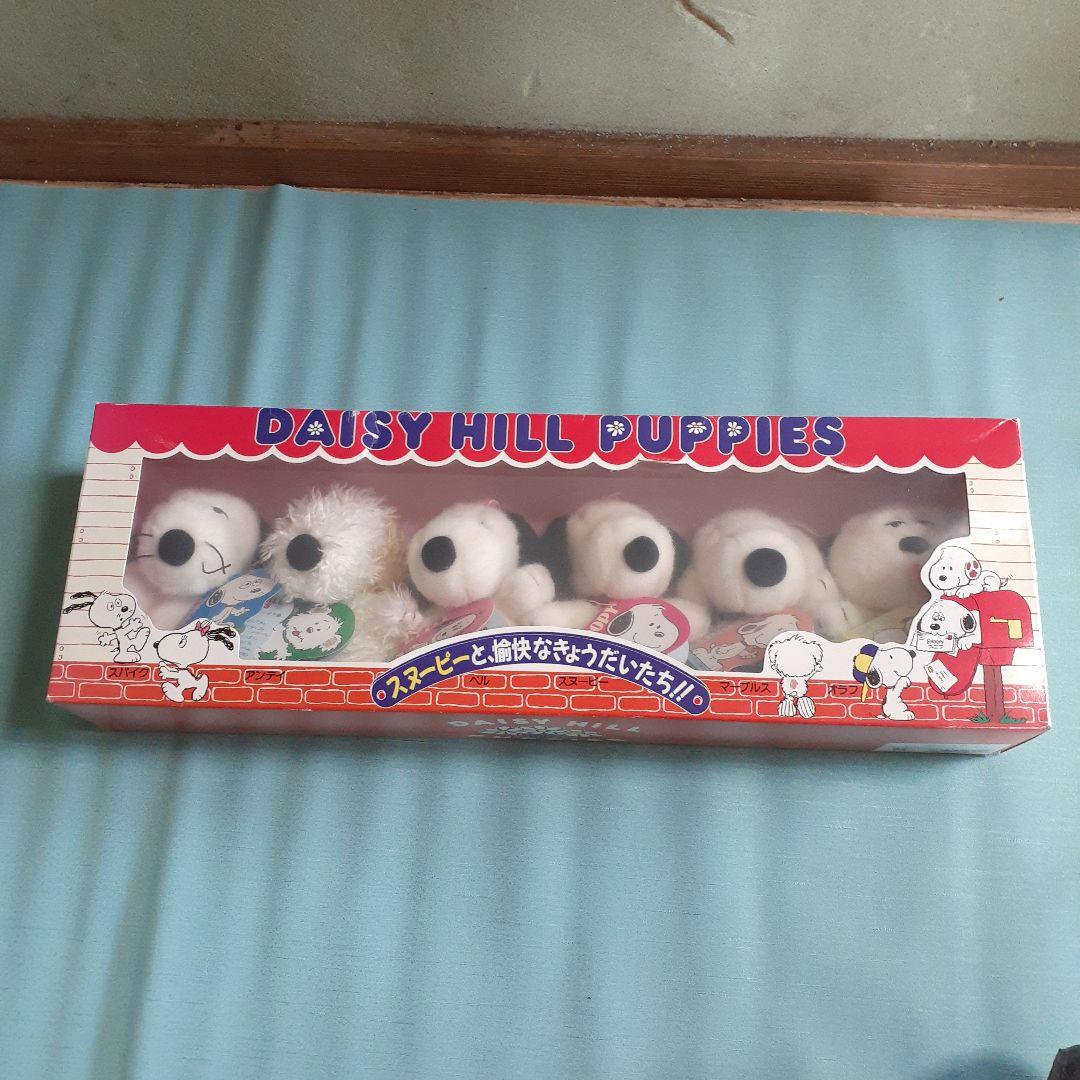 DAISY HILL PUPPIES
スヌーピーと、愉快なきょうだいたち!!
スパイク
アンディ
ベル
スヌーピー
マーブルス
オラフ
DAISY HILL